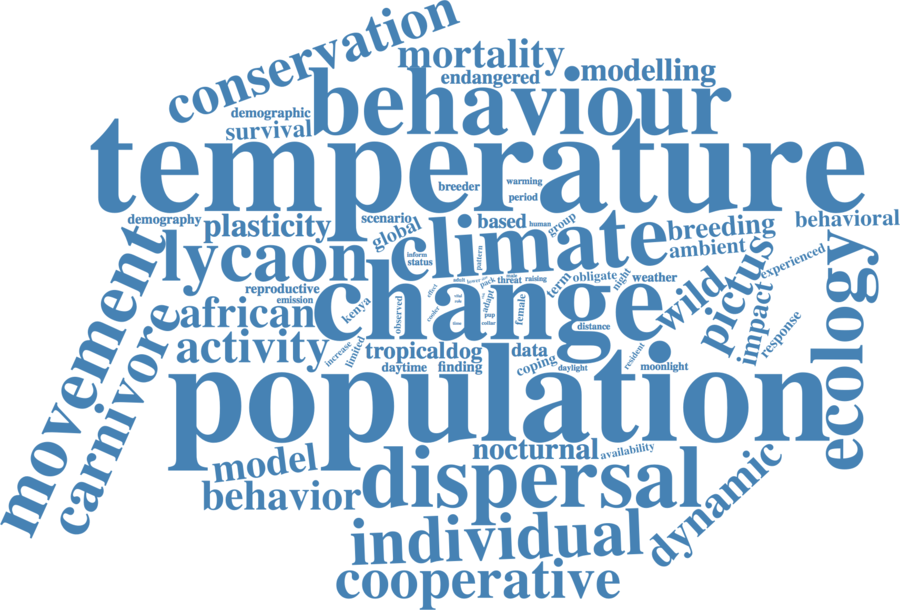 conservation
mortality
endangered
modelling
behaviour
demographic
survival
temperature
breeder
warming
period
demography
plasticity
scenario
global
based
human
group
breeding
behavioral
movement
lycaon
climate
ambient
inform
status
pattern
pictus
experienced
ecology
reproductive
emission
african
kenya
observed
effect
change
adult
lower
pack
threat
raising
term
obligate
night
weather
wild
impact
response
carnivore
activity
increase
limited
tropical
dog
data
adapt
pup
collar
female
distance
resident
moonlight
daytime
finding
coping
daylight
population
model
behavior
nocturnal
availability
dispersal
dynamic
individual
cooperative